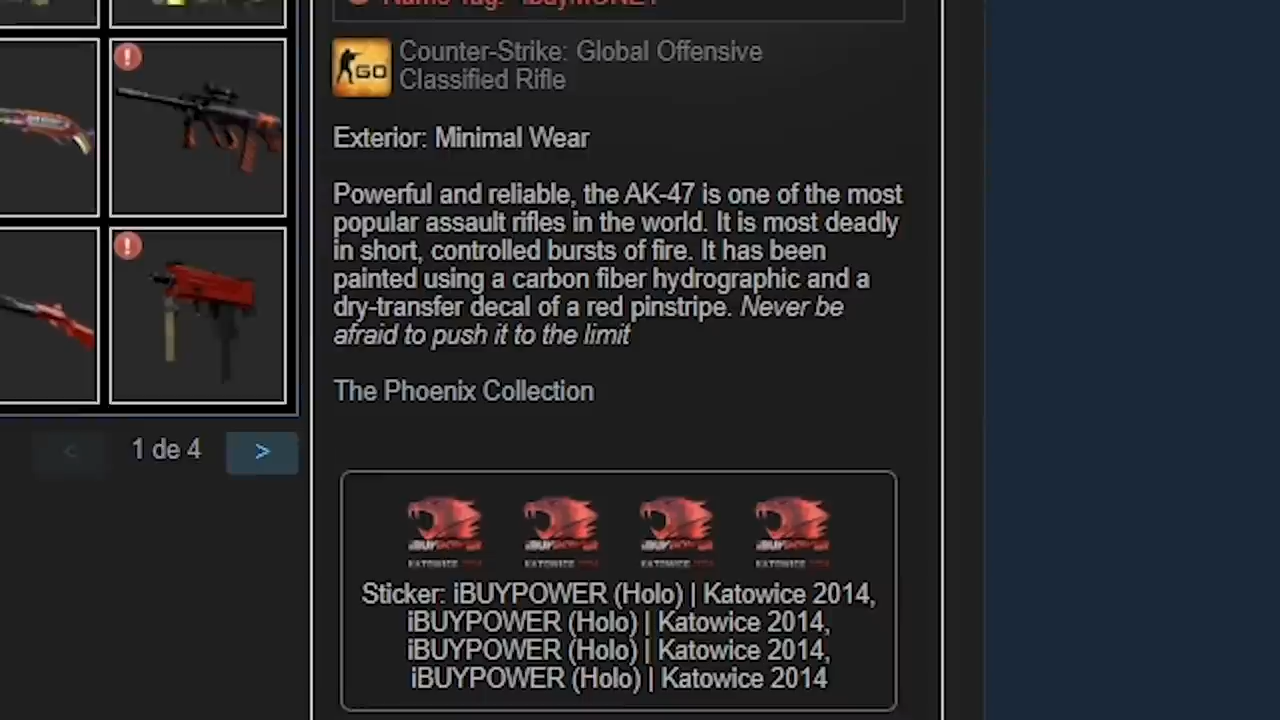 Name Tag: "iBuyMONEY"
Counter-Strike: Global Offensive
Classified Rifle
Exterior: Minimal Wear
Powerful and reliable, the AK-47 is one of the most
popular assault rifles in the world. It is most deadly
in short, controlled bursts of fire. It has been
painted using a carbon fiber hydrographic and a
dry-transfer decal of a red pinstripe. Never be
afraid to push it to the limit
The Phoenix Collection
< 1 de 4 >
Sticker: iBUYPOWER (Holo) | Katowice 2014,
iBUYPOWER (Holo) | Katowice 2014,
iBUYPOWER (Holo) | Katowice 2014,
iBUYPOWER (Holo) | Katowice 2014